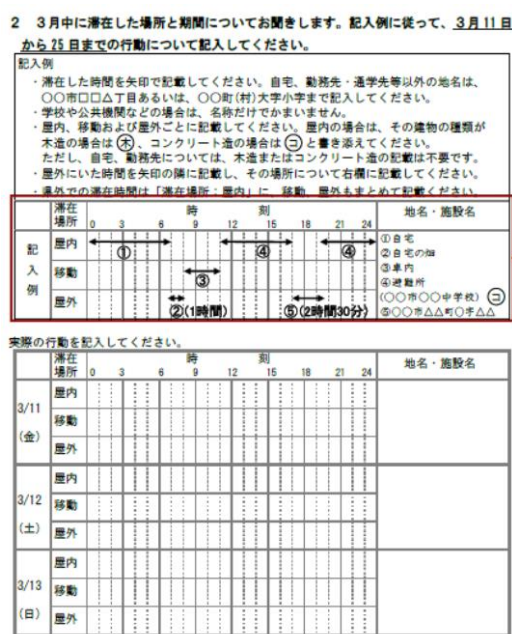 2　３月中に滞在した場所と期間についてお聞きします。記入例に従って、３月11日
から25日までの行動について記入してください。
記入例
・滞在した時間を矢印で記載してください。自宅、勤務先・通学先等以外の地名は、
〇〇市□□△丁目あるいは、〇〇町(村)大字小字まで記入してください。
・学校や公共機関などの場合は、名称だけでかまいません。
・屋内、移動および屋外ごとに記載してください。屋内の場合は、その建物の種類が
木造の場合は㊍、コンクリート造の場合は㋙と書き添えてください。
ただし、自宅、勤務先については、木造またはコンクリート造の記載は不要です。
・屋外にいた時間を矢印の隣に記載し、その場所について右欄に記載してください。
・県外での滞在時間は「滞在場所：屋内」に、移動、屋外もまとめて記載ください。
滞在場所 時刻 地名・施設名
0 3 6 9 12 15 18 21 24
記入例
屋内 ① ④ ④
移動 ③
屋外 ②(1時間) ⑤(2時間30分)
①自宅
②自宅の畑
③車内
④避難所
(〇〇市〇〇中学校) ㋙
⑤〇〇市△△町〇字△△
実際の行動を記入してください。
滞在場所 時刻 地名・施設名
0 3 6 9 12 15 18 21 24
3/11
(金)
屋内
移動
屋外
3/12
(土)
屋内
移動
屋外
3/13
(日)
屋内
移動
屋外